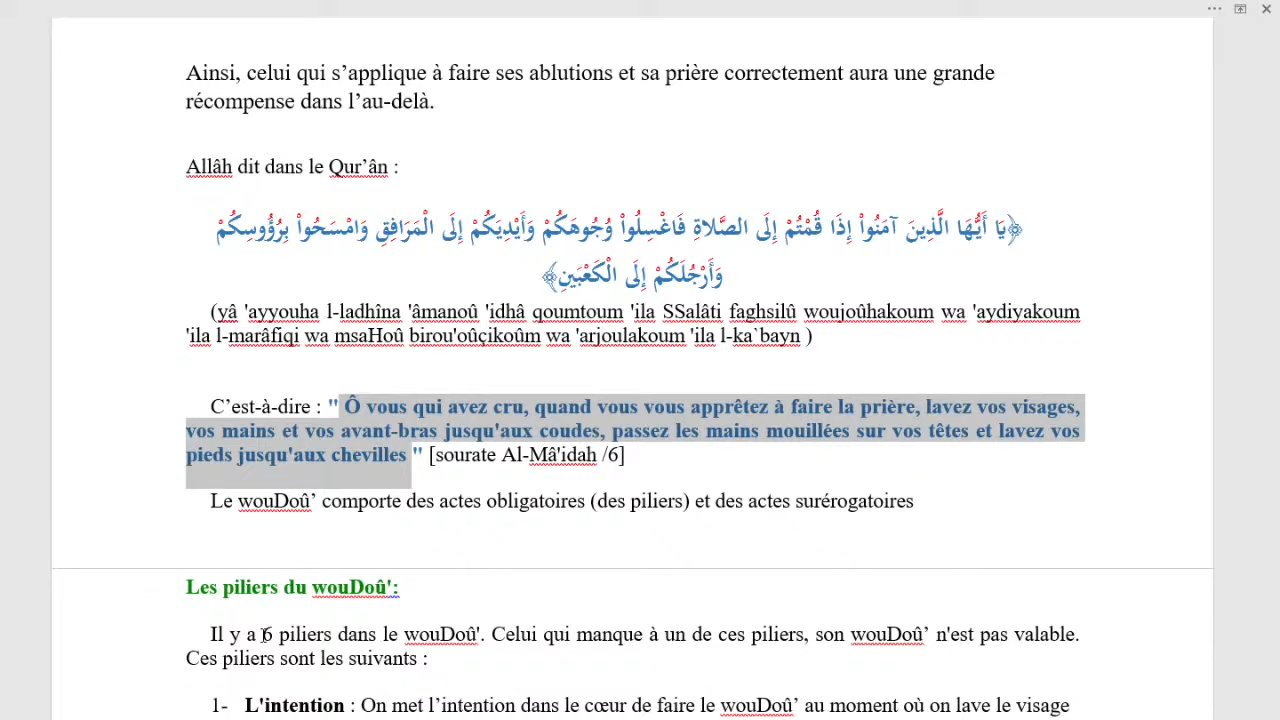 Ainsi, celui qui s’applique à faire ses ablutions et sa prière correctement aura une grande
récompense dans l’au-delà.
Allâh dit dans le Qur’ân :
﴿يَا أَيُّهَا الَّذِينَ آمَنُواْ إِذَا قُمْتُمْ إِلَى الصَّلاةِ فَاغْسِلُواْ وُجُوهَكُمْ وَأَيْدِيَكُمْ إِلَى الْمَرَافِقِ وَامْسَحُواْ بِرُؤُوسِكُمْ
وَأَرْجُلَكُمْ إِلَى الْكَعْبَينِ﴾
(yâ 'ayyouha l-ladhîna 'âmanoû 'idhâ qoumtoum 'ila SSalâti faghsilû woujoûhakoum wa 'aydiyakoum
'ila l-marâfiqi wa msaHoû birou'oûçikoûm wa 'arjoulakoum 'ila l-ka`bayn )
C’est-à-dire : " Ô vous qui avez cru, quand vous vous apprêtez à faire la prière, lavez vos visages,
vos mains et vos avant-bras jusqu'aux coudes, passez les mains mouillées sur vos têtes et lavez vos
pieds jusqu'aux chevilles " [sourate Al-Mâ'idah /6]
Le wouDoû’ comporte des actes obligatoires (des piliers) et des actes surérogatoires
Les piliers du wouDoû':
Il y a 6 piliers dans le wouDoû'. Celui qui manque à un de ces piliers, son wouDoû’ n'est pas valable.
Ces piliers sont les suivants :
1- L'intention : On met l’intention dans le cœur de faire le wouDoû’ au moment où on lave le visage